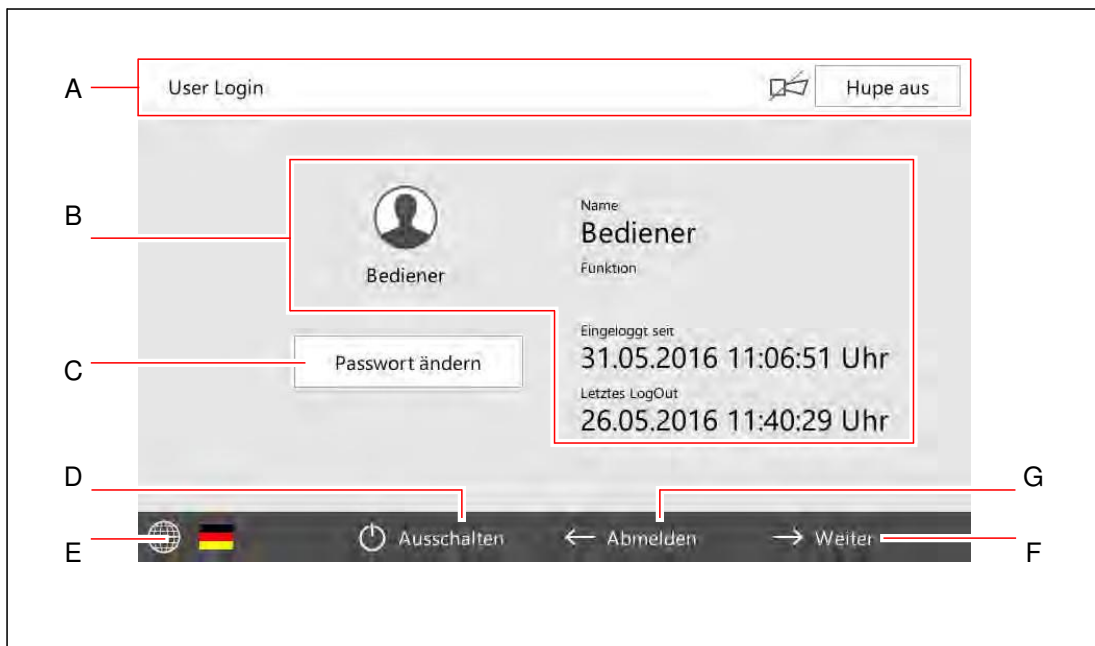 A
User Login
Hupe aus
B
Bediener
Name
Bediener
Funktion
C
Passwort ändern
Eingeloggt seit
31.05.2016 11:06:51 Uhr
Letztes LogOut
26.05.2016 11:40:29 Uhr
D
G
E
Ausschalten
Abmelden
Weiter
F